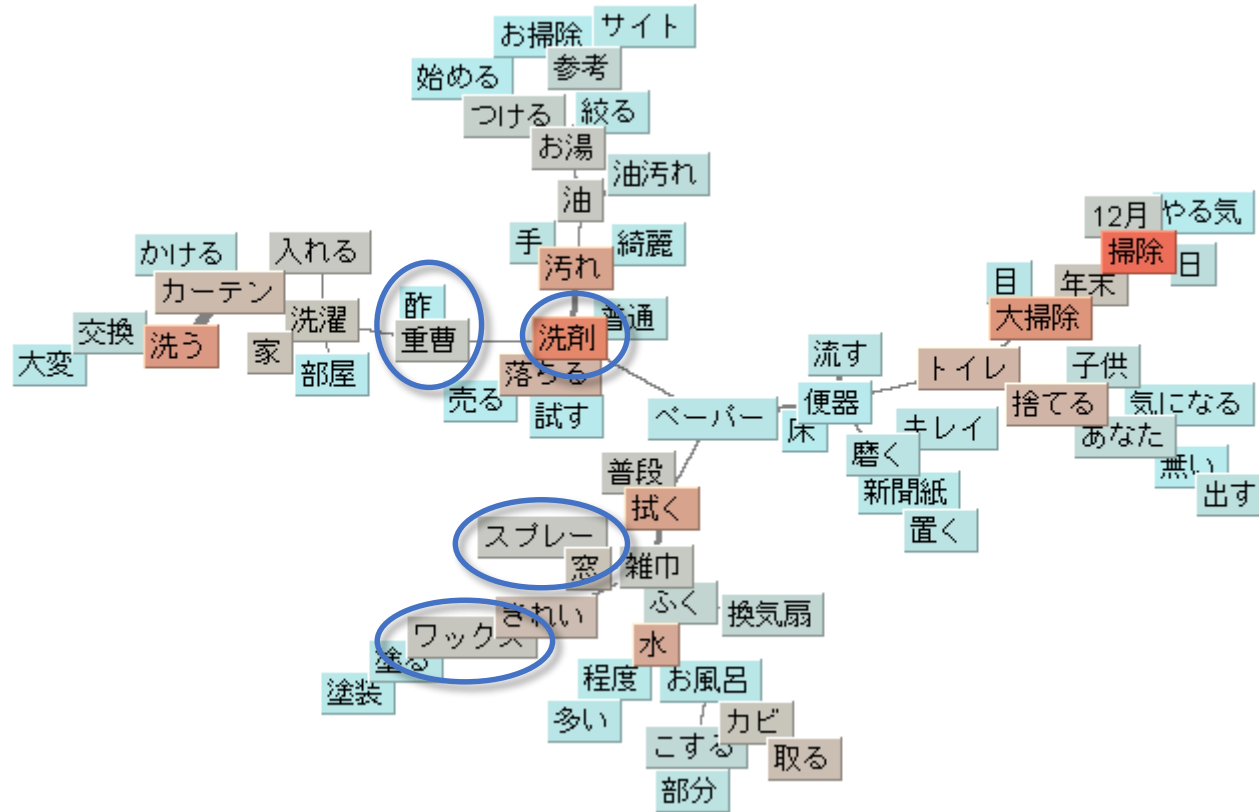 お掃除
サイト
参考
始める
つける
絞る
お湯
油汚れ
油
手
綺麗
汚れ
12月
やる気
掃除
日
年末
目
大掃除
かける
入れる
カーテン
酢
普通
洗濯
重曹
洗剤
交換
洗う
家
部屋
大変
落ちる
売る
試す
流す
トイレ
子供
ペーパー
便器
捨てる
気になる
床
キレイ
あなた
磨く
無い
新聞紙
出す
置く
普段
拭く
スプレー
窓
雑巾
きれい
ふく
換気扇
ワックス
水
塗る
塗装
程度
お風呂
多い
カビ
こする
取る
部分